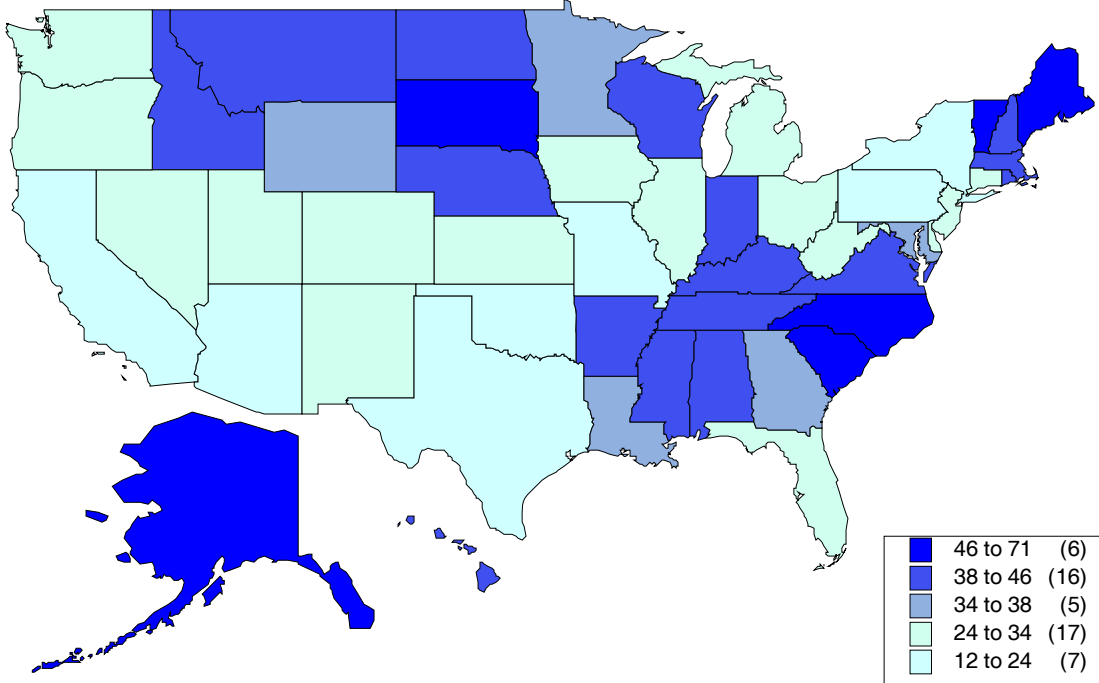 46 to 71 (6)
38 to 46 (16)
34 to 38 (5)
24 to 34 (17)
12 to 24 (7)